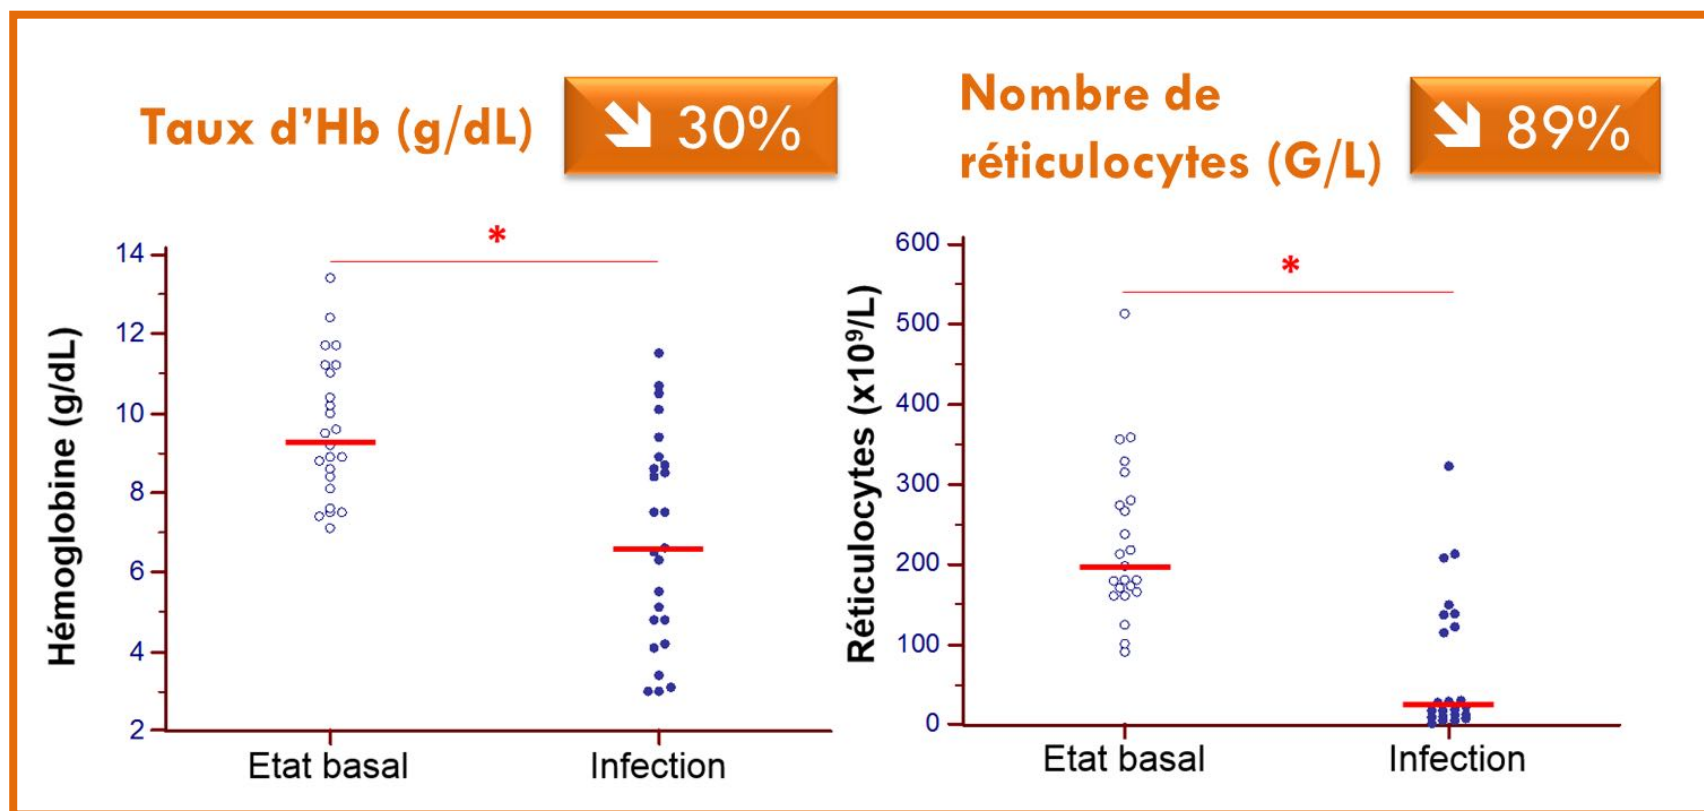 Taux d'Hb (g/dL)
↘ 30%
Nombre de
réticulocytes (G/L)
↘ 89%
Hémoglobine (g/dL)
14
12
10
8
6
4
2
*
Etat basal
Infection
Réticulocytes (x10⁹/L)
600
500
400
300
200
100
0
*
Etat basal
Infection